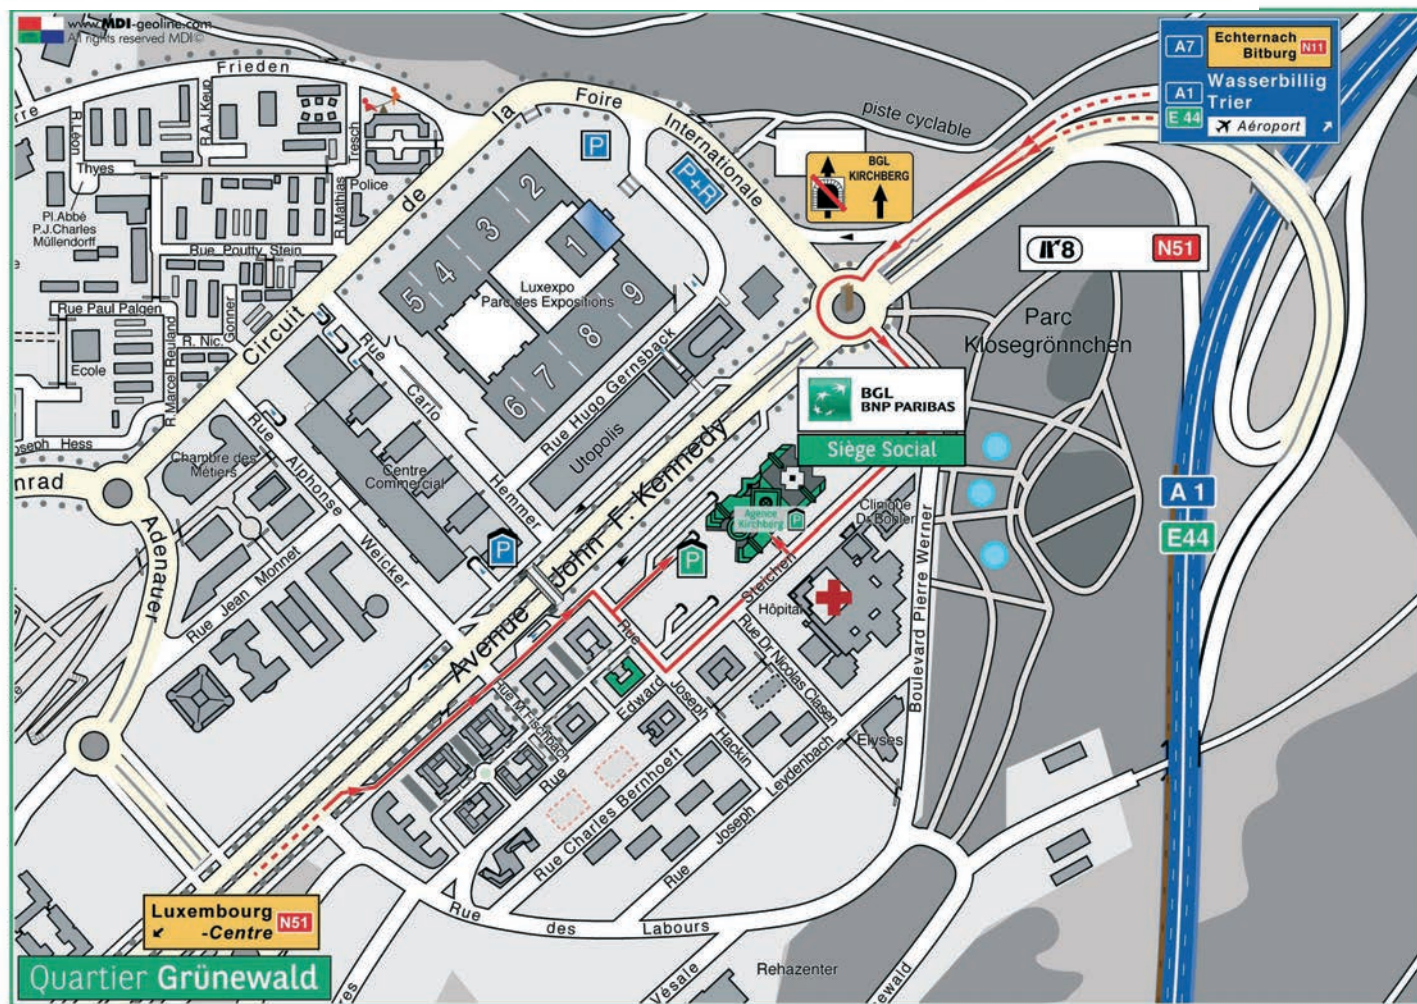 www.MDI-geoline.com
All rights reserved MDI©
Frieden
Foire
Internationale
la
de
Circuit
piste cyclable
A7
Echternach
Bitburg
N11
A1
Wasserbillig
E 44
Trier
Aéroport
BGL
KIRCHBERG
8
N51
R.Léon
R.A.J.Keup
Tresch
R.Mathias
Police
Thyes
Pl.Abbé
P.J.Charles
Müllendorff
Rue Poutty Stein
Rue Paul Palgen
Gonner
R. Nic.
R.Marcel Reuland
Ecole
Joseph Hess
P
P+R
1
2
3
4
5
6
7
8
9
Luxexpo
Parc des Expositions
Rue Hugo Gernsback
Utopolis
Rue
Carlo
Hemmer
Centre
Commercial
Rue
Alphonse
Weicker
Chambre des
Métiers
Rue Jean Monnet
nrad
Adenauer
Avenue John F. Kennedy
Parc
Klosegrönnchen
BGL
BNP PARIBAS
Siège Social
Agence
Kirchberg
P
P
P
Clinique
Dr Bohler
Hôpital
Steichen
Edward
Rue
Boulevard Pierre Werner
Rue Dr Nicolas Clasen
Elyses
A 1
E44
Rue
Joseph
Hackin
Rue M.Fischbach
Rue Charles Bernhoeft
Rue
Joseph
Leydenbach
Rue
des
Labours
Rehazenter
Vésale
newald
res
Luxembourg
-Centre
N51
Quartier Grünewald